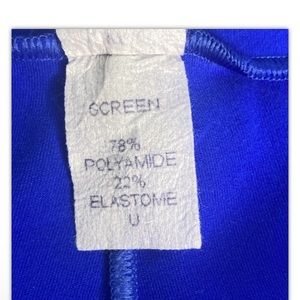 SCREEN
78%
POLYAMIDE
22%
ELASTOME
U